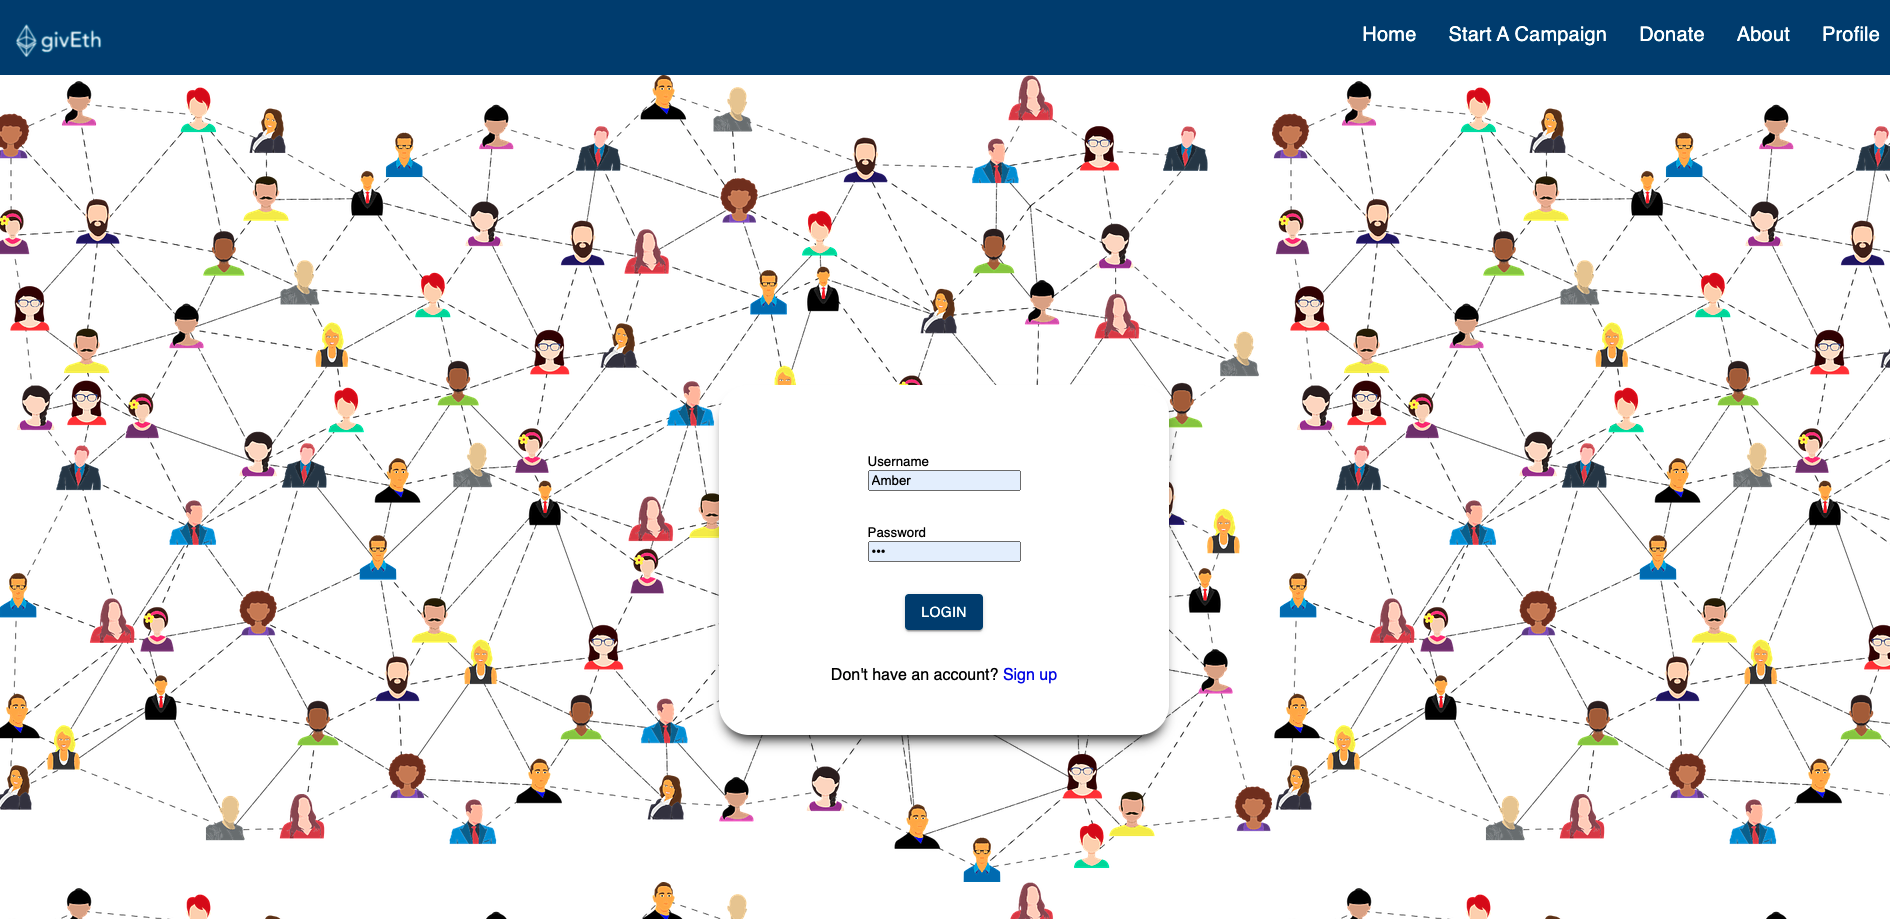 givEth
Home Start A Campaign Donate About Profile
Username
Amber
Password
•••
LOGIN
Don't have an account? Sign up